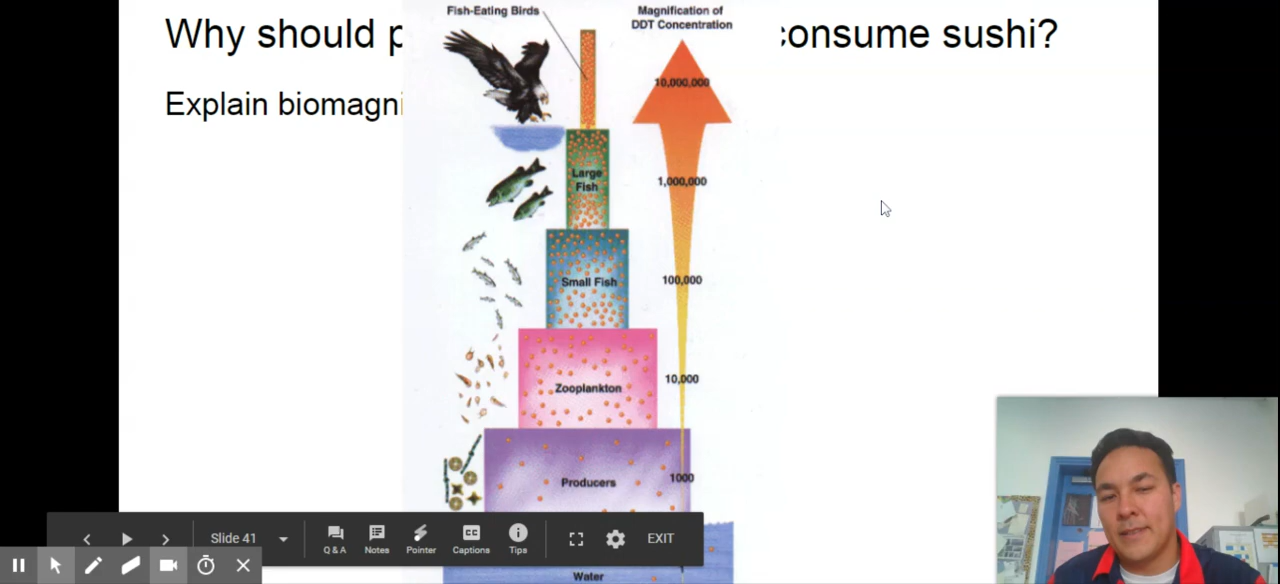 Why should p
consume sushi?
Explain biomagni
Fish-Eating Birds
Magnification of
DDT Concentration
10,000,000
Large
Fish
1,000,000
Small Fish
100,000
Zooplankton
10,000
Producers
1000
Water
Slide 41
Q & A
Notes
Pointer
CC
Captions
Tips
EXIT